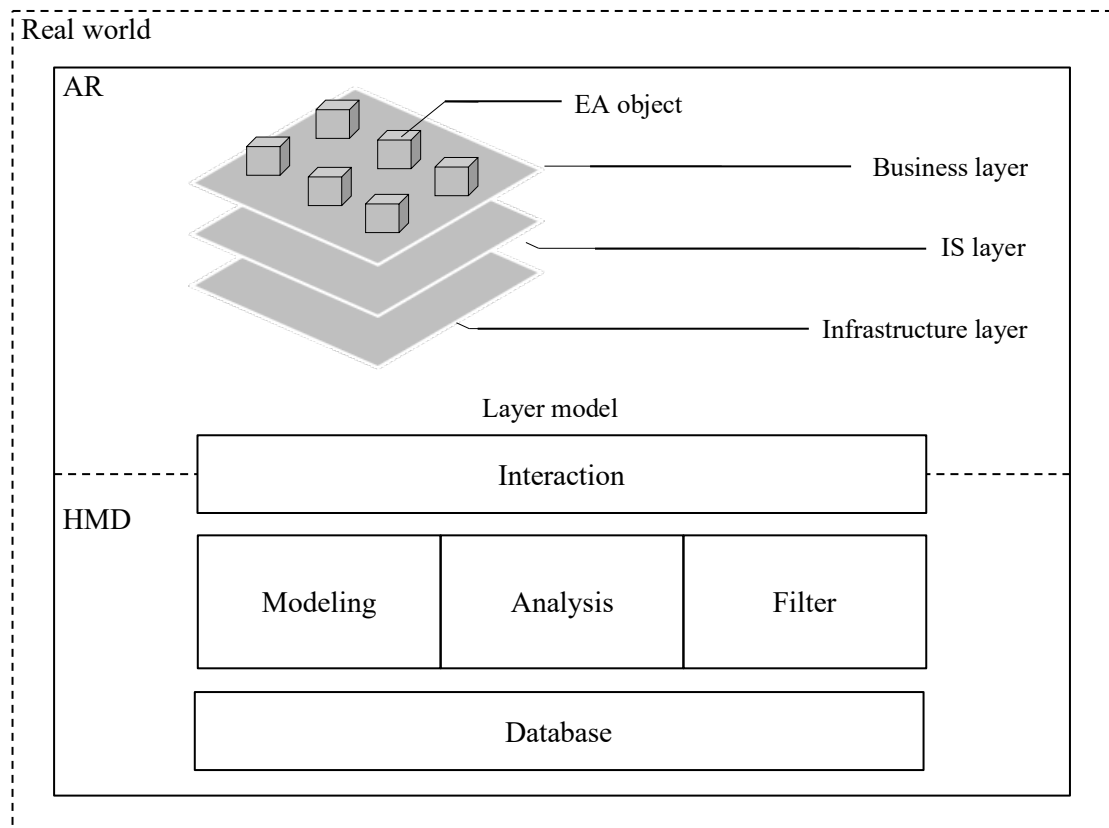 Real world
AR
EA object
Business layer
IS layer
Infrastructure layer
Layer model
Interaction
HMD
Modeling
Analysis
Filter
Database